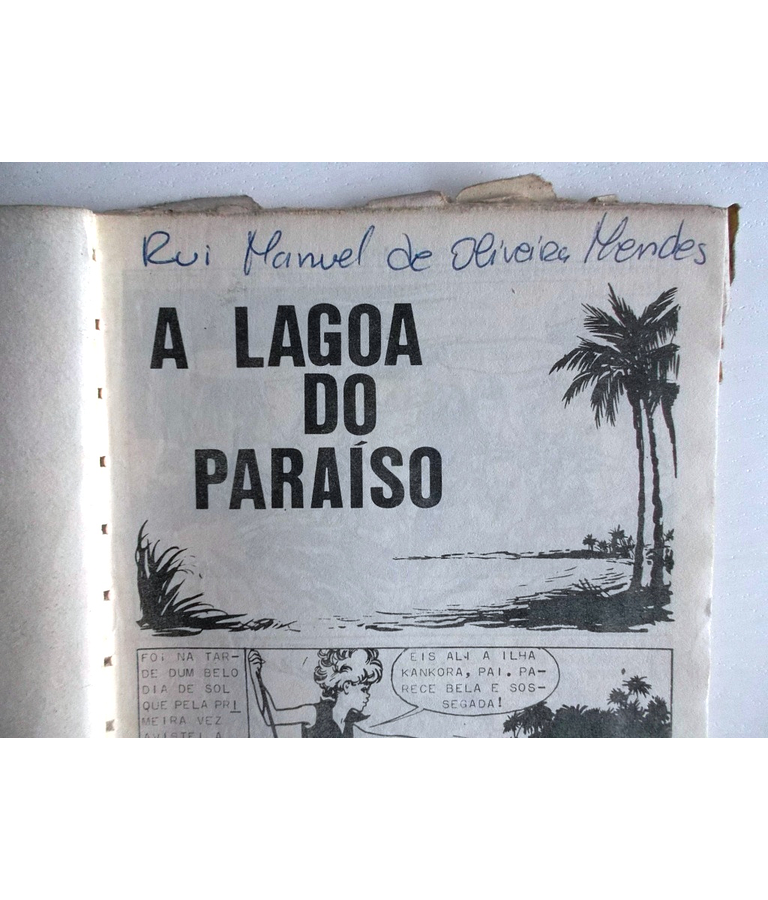 Rui Manuel de Oliveira Mendes
A LAGOA
DO
PARAÍSO
FOI NA TAR-
DE DUM BELO
DIA DE SOL
QUE PELA PRI
MEIRA VEZ
AVISTEI A
EIS ALI A ILHA
KANKORA, PAI. PA-
RECE BELA E SOS-
SEGADA!